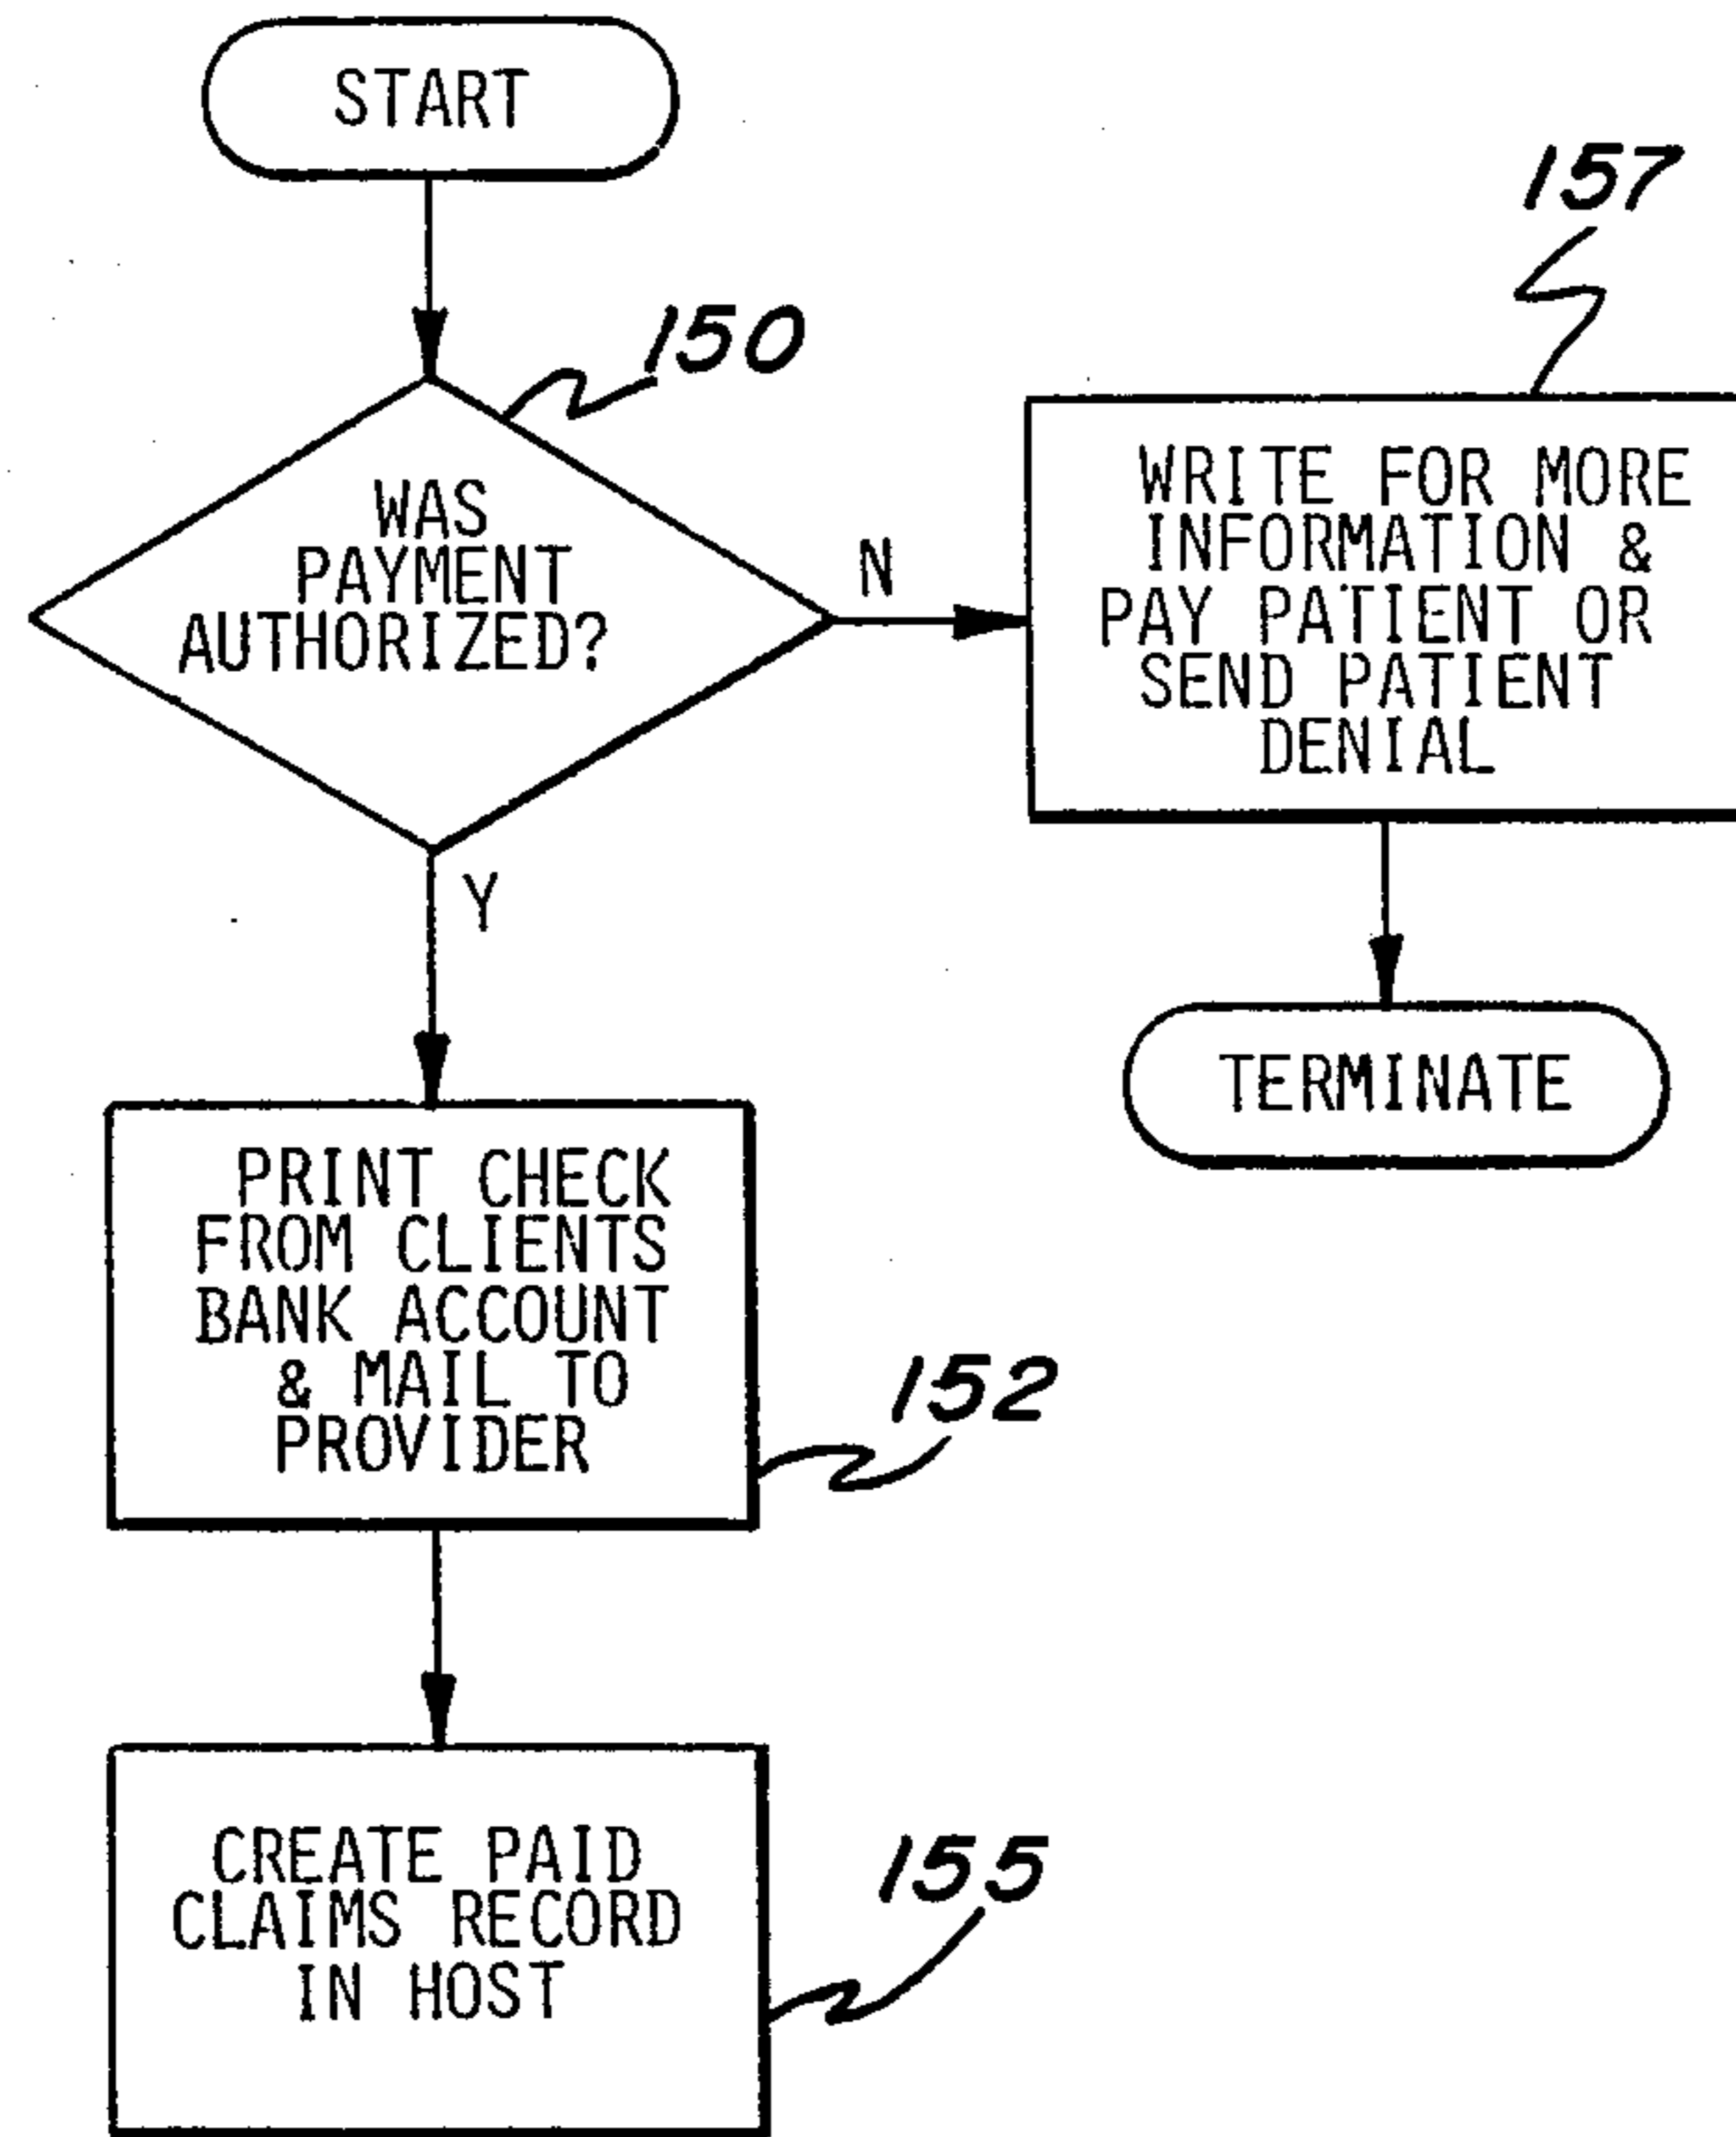 START
150
WAS
PAYMENT
AUTHORIZED?
N
Y
157
WRITE FOR MORE
INFORMATION &
PAY PATIENT OR
SEND PATIENT
DENIAL
TERMINATE
PRINT CHECK
FROM CLIENTS
BANK ACCOUNT
& MAIL TO
PROVIDER
152
CREATE PAID
CLAIMS RECORD
IN HOST
155